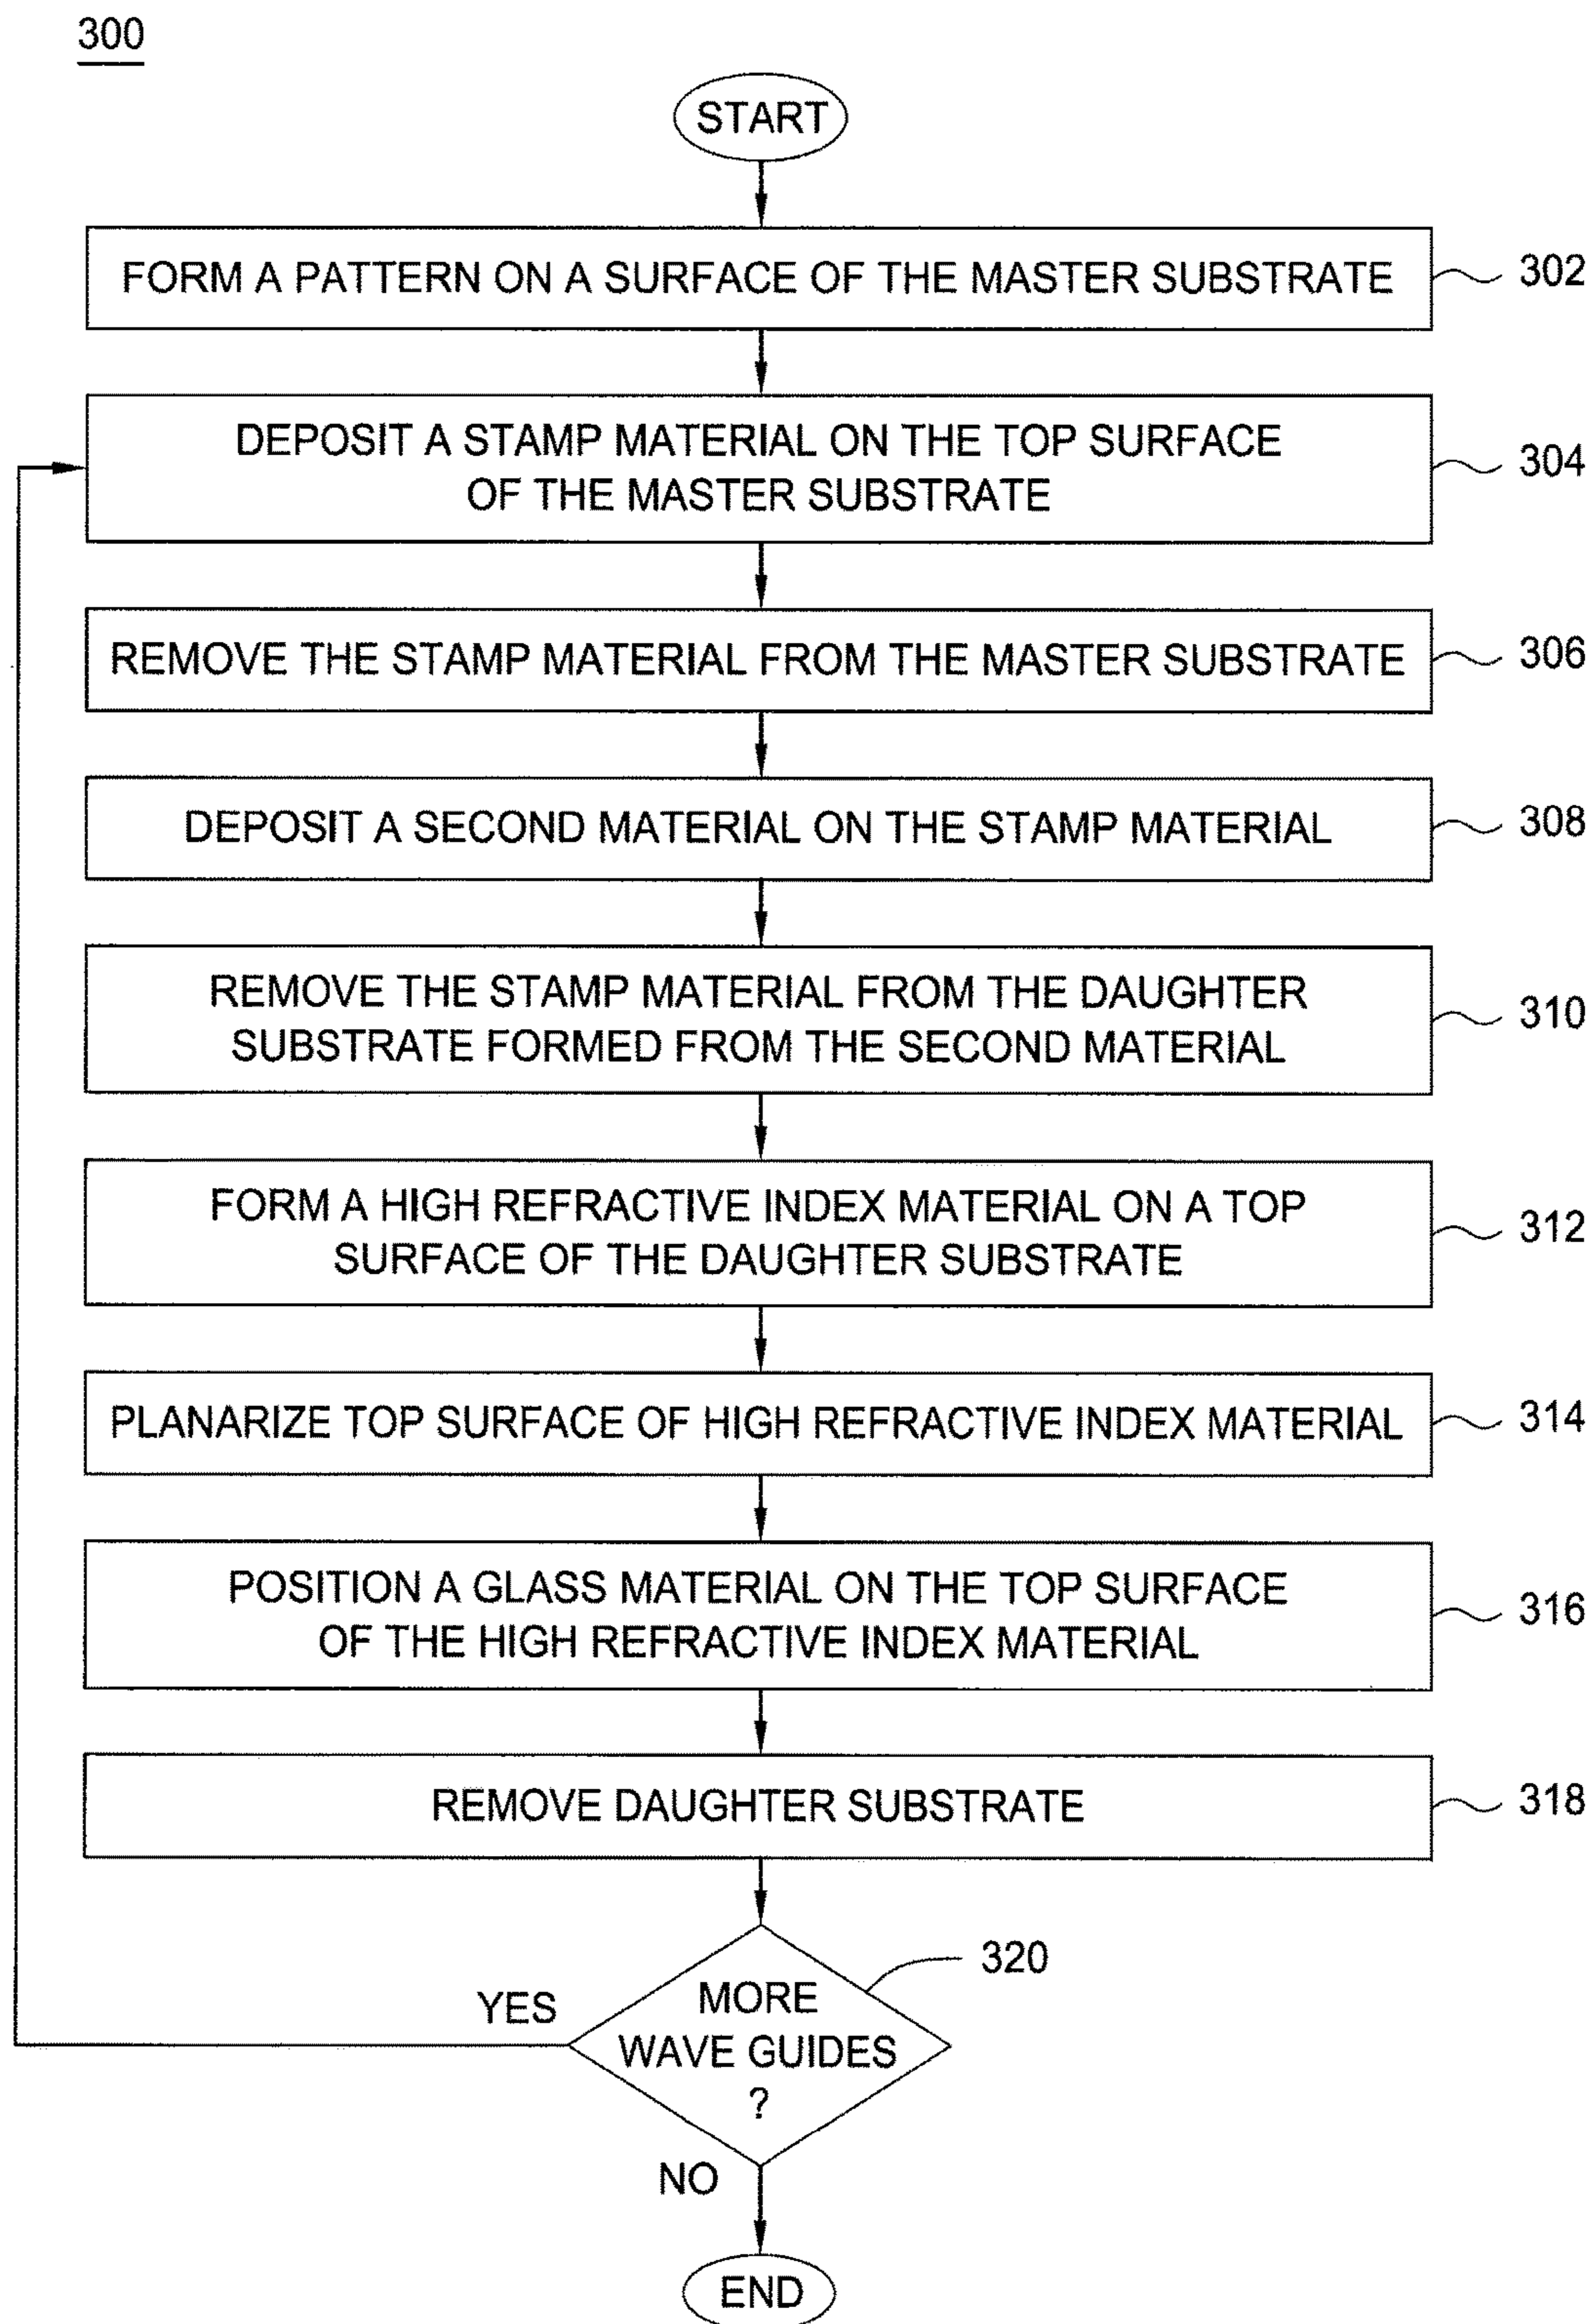 300
START
FORM A PATTERN ON A SURFACE OF THE MASTER SUBSTRATE
302
DEPOSIT A STAMP MATERIAL ON THE TOP SURFACE
OF THE MASTER SUBSTRATE
304
REMOVE THE STAMP MATERIAL FROM THE MASTER SUBSTRATE
306
DEPOSIT A SECOND MATERIAL ON THE STAMP MATERIAL
308
REMOVE THE STAMP MATERIAL FROM THE DAUGHTER
SUBSTRATE FORMED FROM THE SECOND MATERIAL
310
FORM A HIGH REFRACTIVE INDEX MATERIAL ON A TOP
SURFACE OF THE DAUGHTER SUBSTRATE
312
PLANARIZE TOP SURFACE OF HIGH REFRACTIVE INDEX MATERIAL
314
POSITION A GLASS MATERIAL ON THE TOP SURFACE
OF THE HIGH REFRACTIVE INDEX MATERIAL
316
REMOVE DAUGHTER SUBSTRATE
318
320
YES
MORE
WAVE GUIDES
?
NO
END